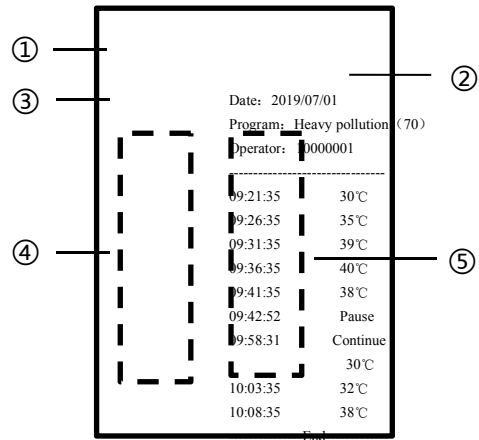 ①
②
③
Date：2019/07/01
Program：Heavy pollution（70）
Operator：10000001
--------------------------------
09:21:35 30℃
09:26:35 35℃
09:31:35 39℃
④ 09:36:35 40℃ ⑤
09:41:35 38℃
09:42:52 Pause
09:58:31 Continue
30℃
10:03:35 32℃
10:08:35 38℃
End